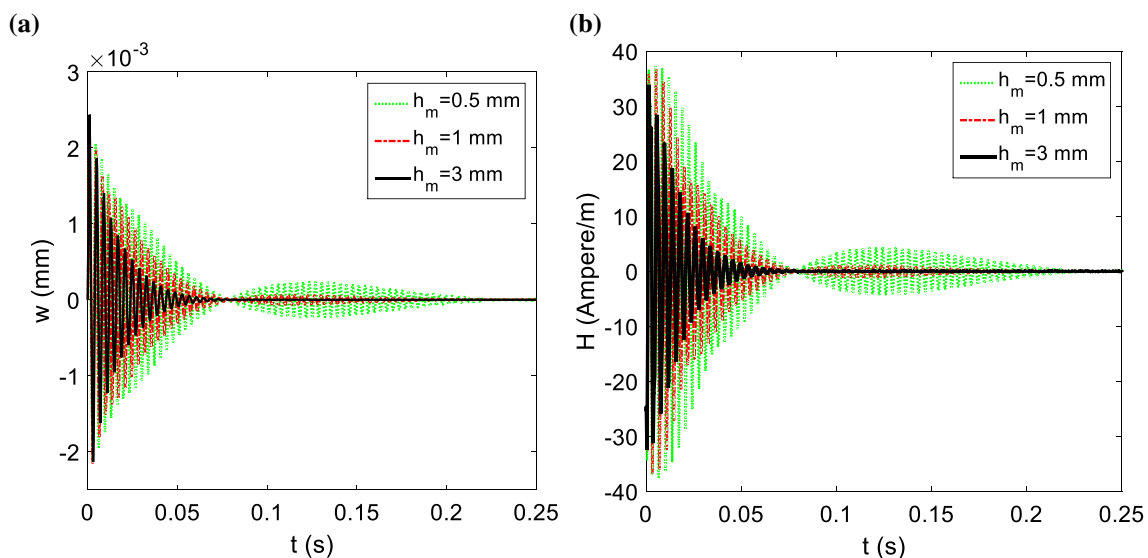 (a)
×10⁻³
3
2
1
0
-1
-2
w (mm)
0
0.05
0.1
0.15
0.2
0.25
t (s)
h_m=0.5 mm
h_m=1 mm
h_m=3 mm
(b)
40
30
20
10
0
-10
-20
-30
-40
H (Ampere/m)
0
0.05
0.1
0.15
0.2
0.25
t (s)
h_m=0.5 mm
h_m=1 mm
h_m=3 mm